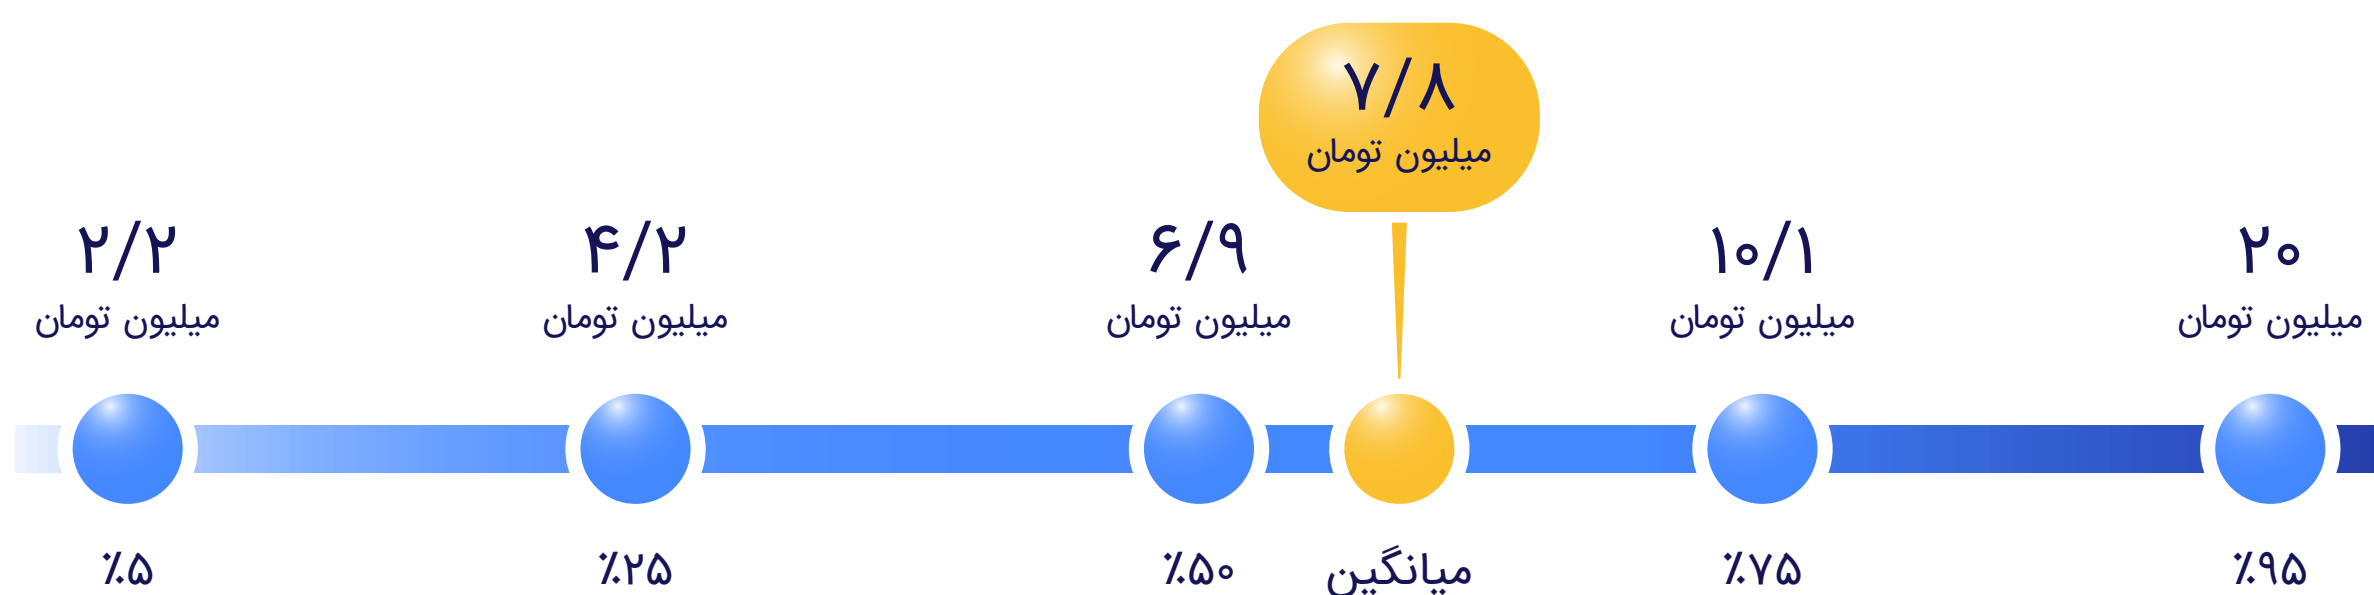 ۷/۸
میلیون تومان
۲/۲
میلیون تومان
۴/۲
میلیون تومان
۶/۹
میلیون تومان
۱۰/۱
میلیون تومان
۲۰
میلیون تومان
٪۵
٪۲۵
٪۵۰
میانگین
٪۷۵
٪۹۵